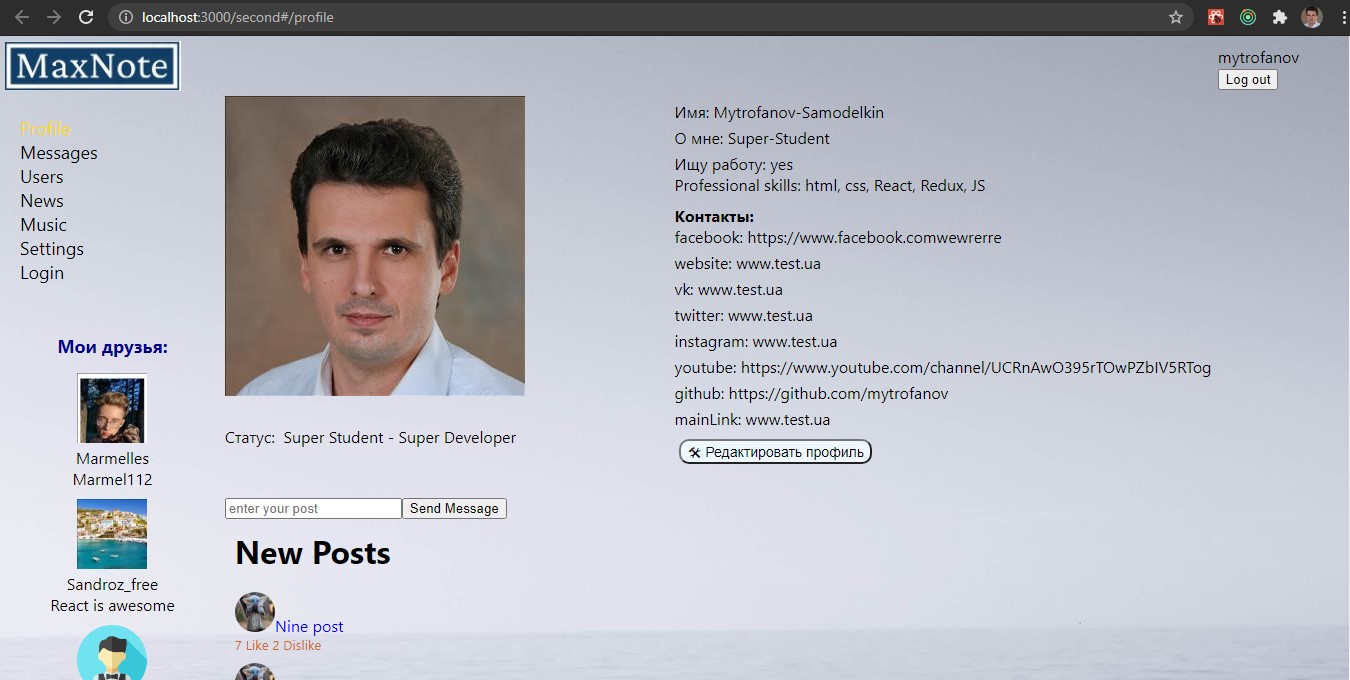 localhost:3000/second#/profile
MaxNote
mytrofanov
Log out
Profile
Messages
Users
News
Music
Settings
Login
Мои друзья:
Marmelles
Marmel112
Sandroz_free
React is awesome
Статус: Super Student - Super Developer
enter your post
Send Message
New Posts
Nine post
7 Like 2 Dislike
Имя: Mytrofanov-Samodelkin
О мне: Super-Student
Ищу работу: yes
Professional skills: html, css, React, Redux, JS
Контакты:
facebook: https://www.facebook.comwewrerre
website: www.test.ua
vk: www.test.ua
twitter: www.test.ua
instagram: www.test.ua
youtube: https://www.youtube.com/channel/UCRnAwO395rTOwPZbIV5RTog
github: https://github.com/mytrofanov
mainLink: www.test.ua
🛠 Редактировать профиль